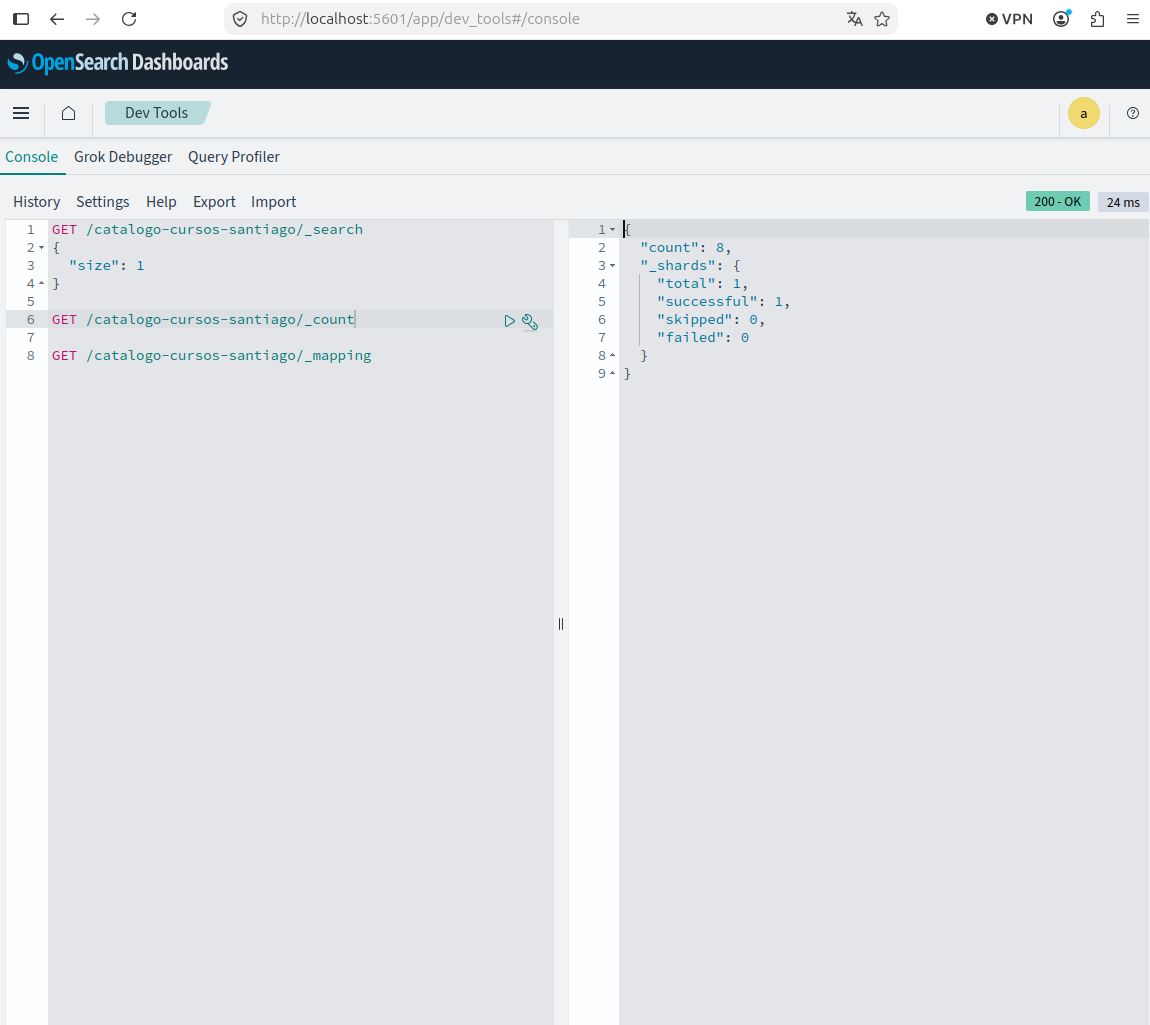 http://localhost:5601/app/dev_tools#/console
VPN
OpenSearch Dashboards
Dev Tools
a
Console Grok Debugger Query Profiler
History Settings Help Export Import
200 - OK 24 ms
1 GET /catalogo-cursos-santiago/_search
2 {
3 "size": 1
4 }
5
6 GET /catalogo-cursos-santiago/_count
7
8 GET /catalogo-cursos-santiago/_mapping
1 {
2 "count": 8,
3 "_shards": {
4 "total": 1,
5 "successful": 1,
6 "skipped": 0,
7 "failed": 0
8 }
9 }